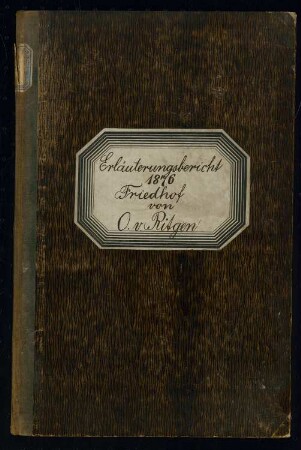 Erläuterungsbericht
1876
Friedhof
von
O. v. Ritgen